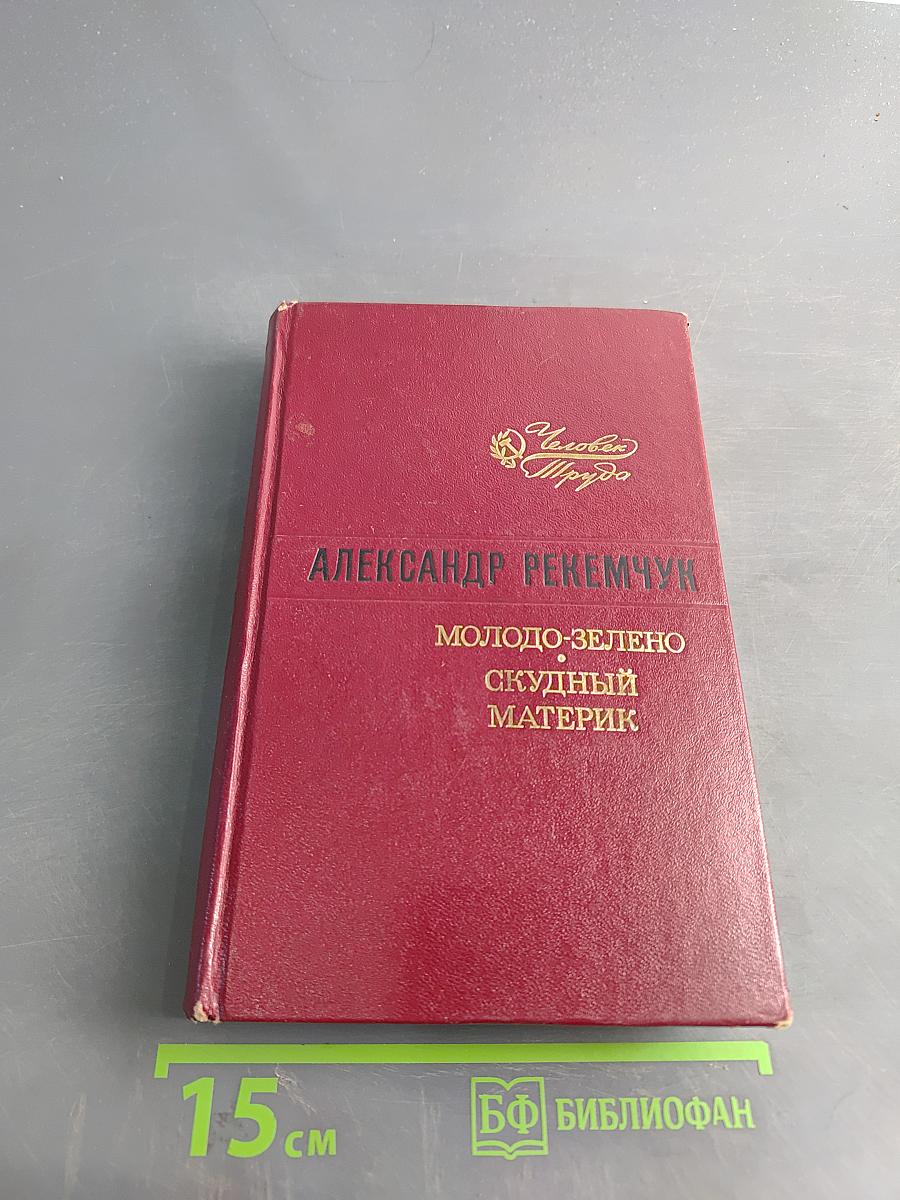 Человек
Труда
АЛЕКСАНДР РЕКЕМЧУК
МОЛОДО-ЗЕЛЕНО
•
СКУДНЫЙ
МАТЕРИК
15 см
БФ БИБЛИОФАН